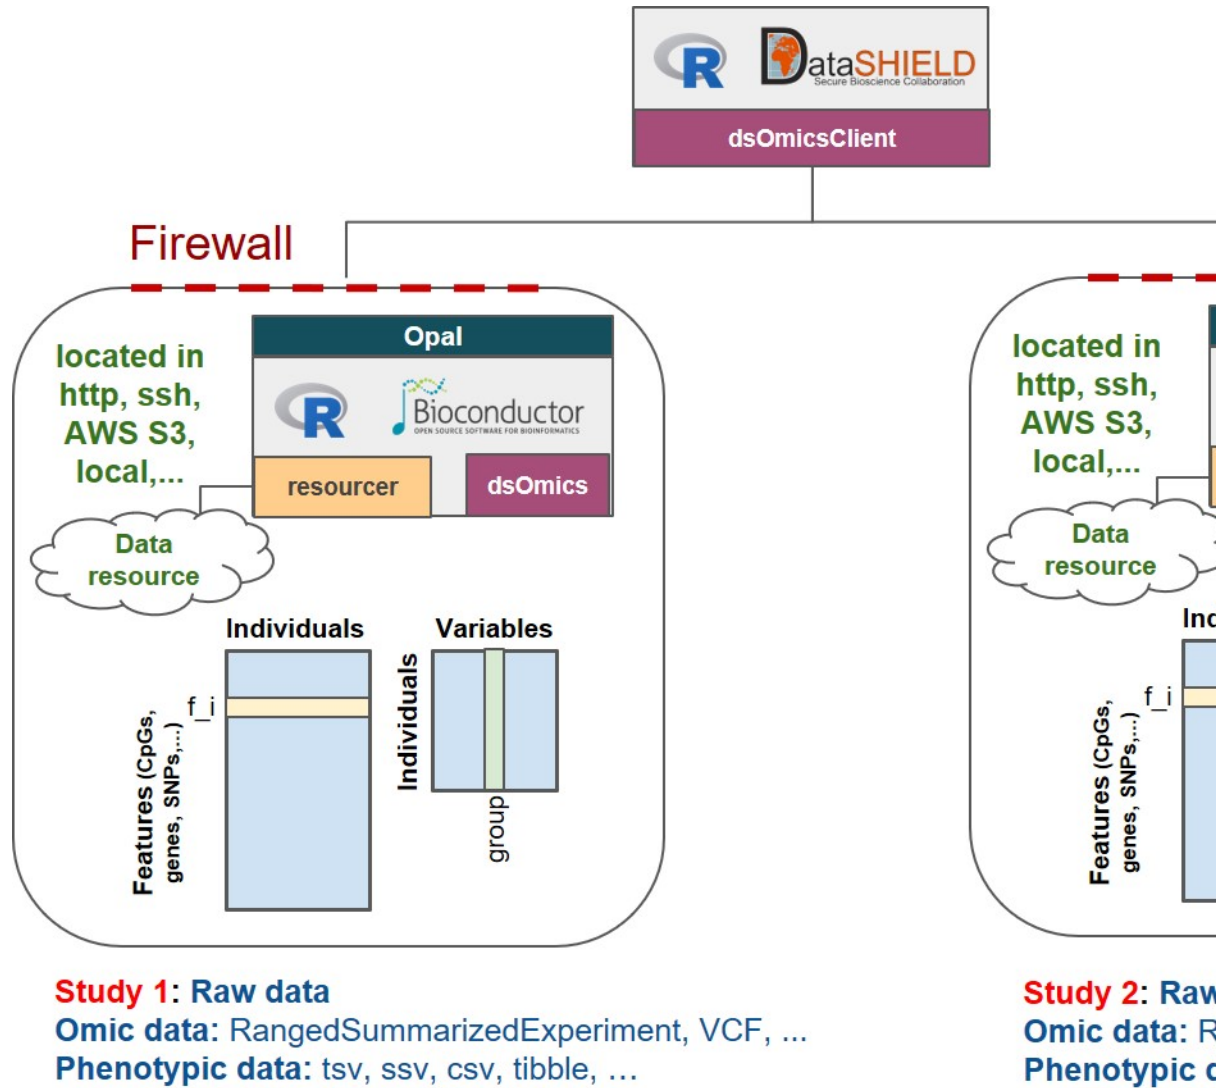 R DataSHIELD
Secure Bioscience Collaboration
dsOmicsClient
Firewall
Opal
located in
http, ssh,
AWS S3,
local,...
R Bioconductor
OPEN SOURCE SOFTWARE FOR BIOINFORMATICS
resourcer
dsOmics
Data
resource
Individuals
f_i
Features (CpGs,
genes, SNPs,...)
Variables
Individuals
group
Study 1: Raw data
Omic data: RangedSummarizedExperiment, VCF, ...
Phenotypic data: tsv, ssv, csv, tibble, ...
located in
http, ssh,
AWS S3,
local,...
Data
resource
Ind
f_i
Features (CpGs,
genes, SNPs,...)
Study 2: Raw
Omic data: R
Phenotypic d